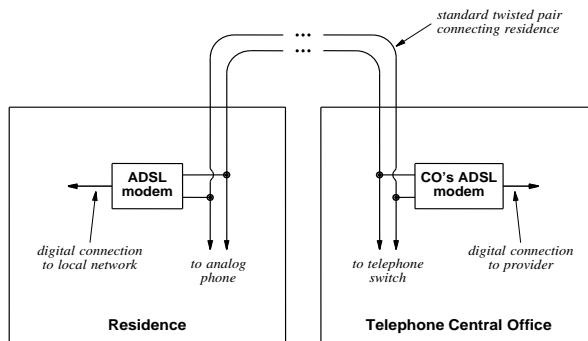 standard twisted pair
connecting residence
ADSL
modem
CO's ADSL
modem
digital connection
to local network
to analog
phone
to telephone
switch
digital connection
to provider
Residence
Telephone Central Office